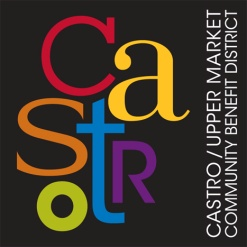 CaStRo
CASTRO/UPPER MARKET
COMMUNITY BENEFIT DISTRICT